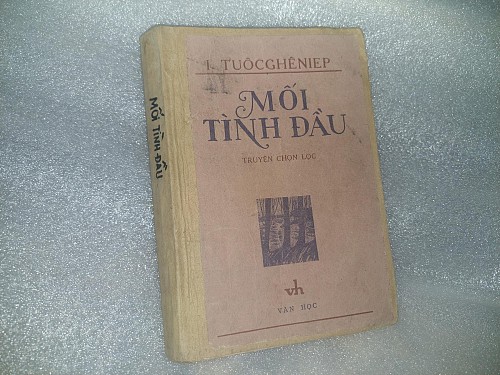 I. TUÔCGHÊNIEP
MỐI
TÌNH ĐẦU
TRUYỆN CHỌN LỌC
vh
VĂN HỌC
MỐI TÌNH ĐẦU